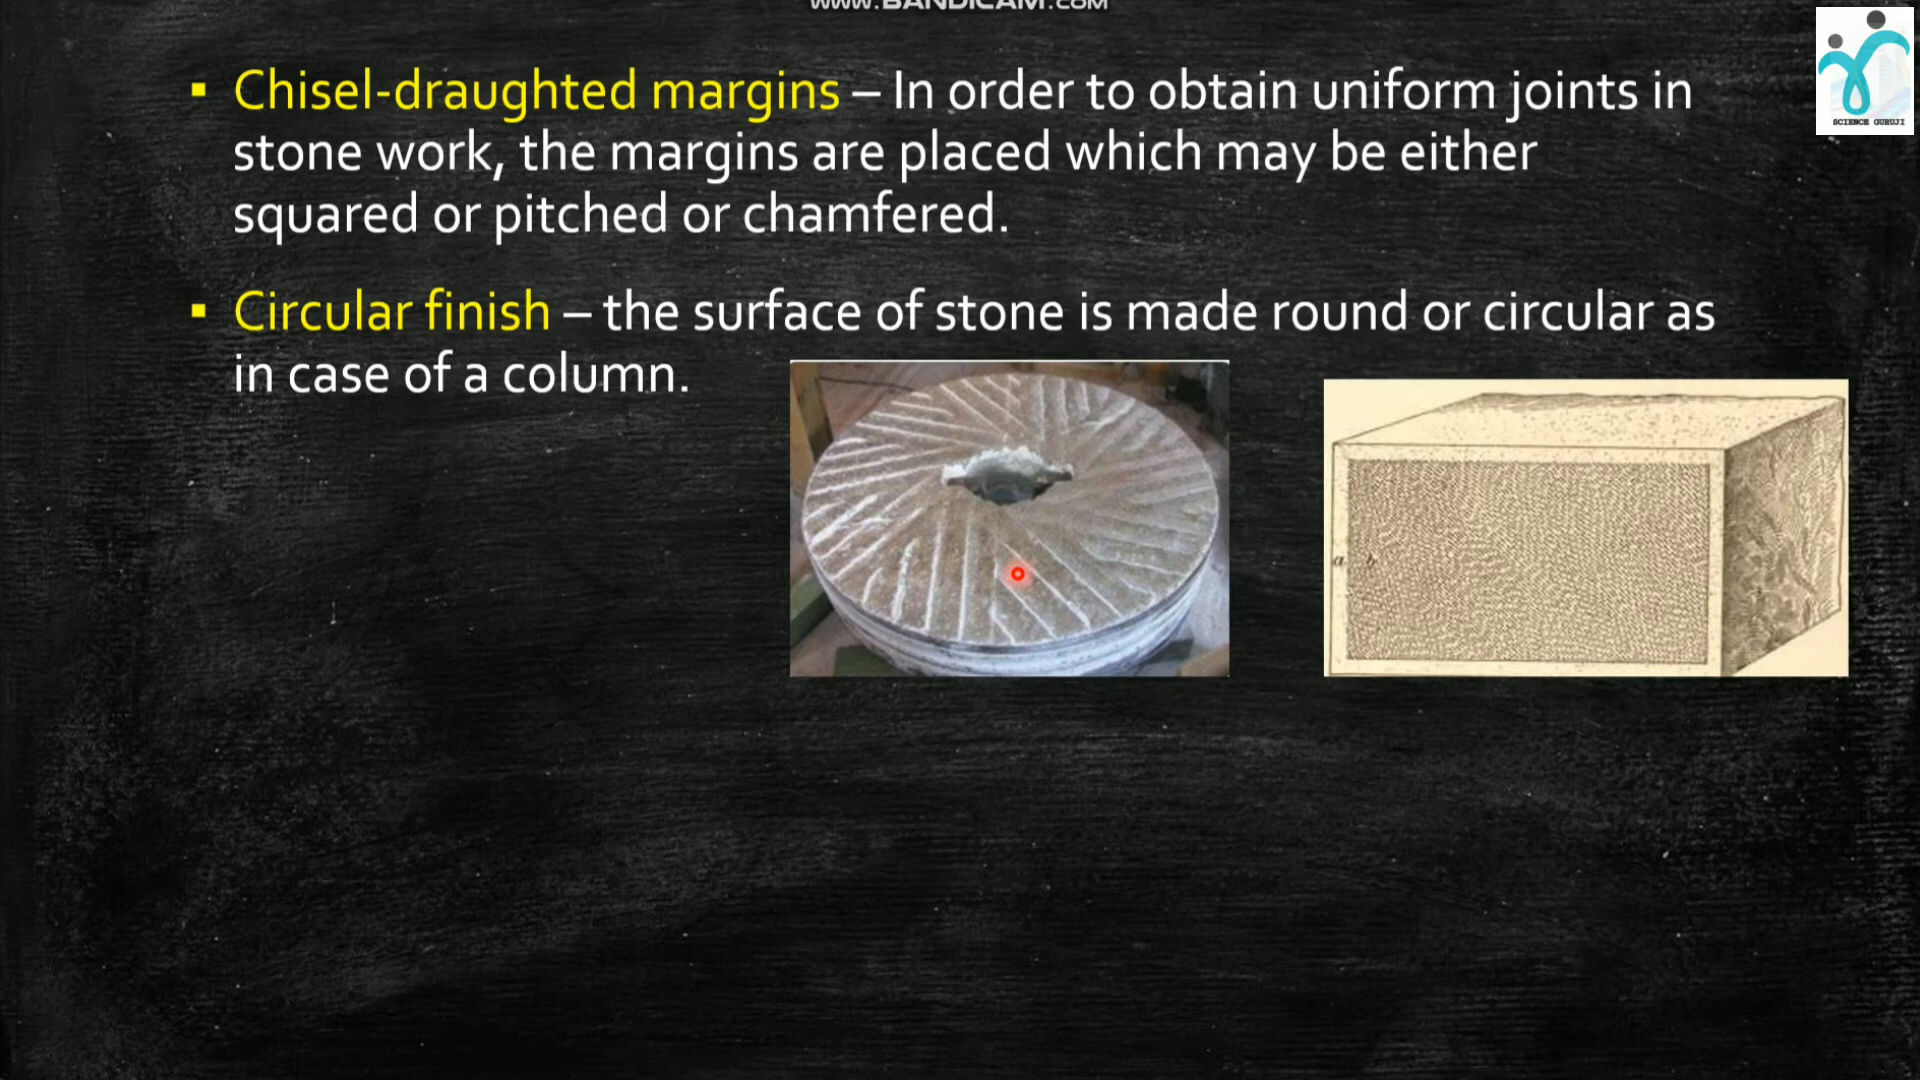 www.BANDICAM.COM
SCIENCE GURUJI
▪ Chisel-draughted margins – In order to obtain uniform joints in
stone work, the margins are placed which may be either
squared or pitched or chamfered.
▪ Circular finish – the surface of stone is made round or circular as
in case of a column.
a b